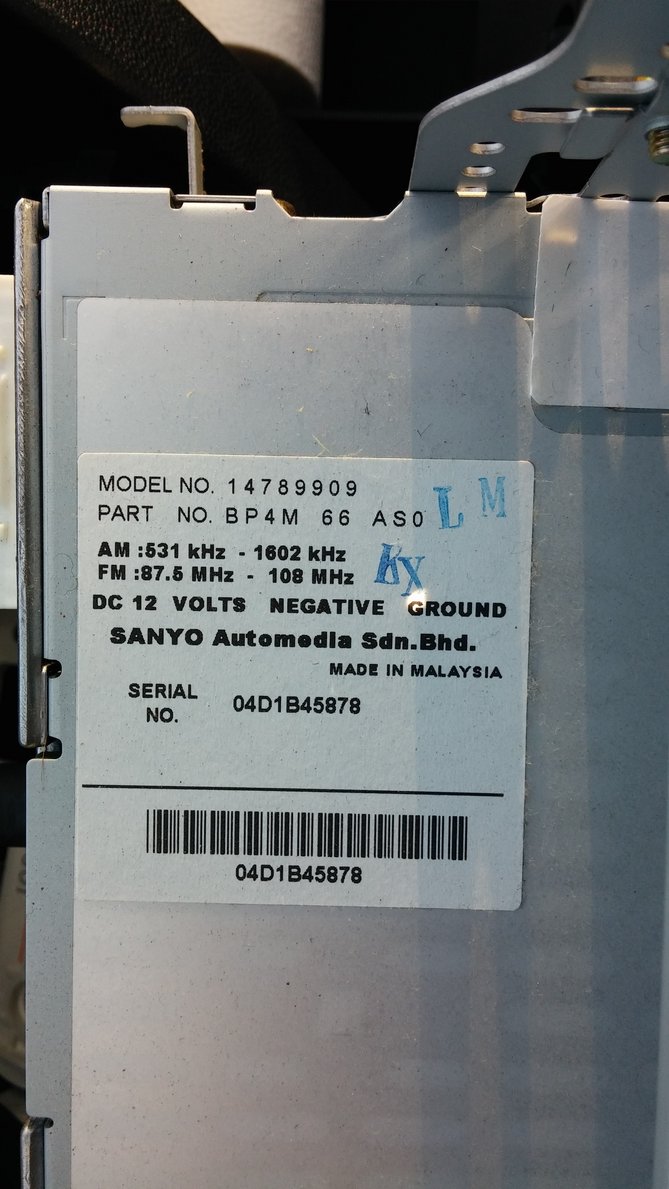 MODEL NO. 14789909
PART NO. BP4M 66 AS0
L M
AM :531 kHz - 1602 kHz
FM :87.5 MHz - 108 MHz
KX
DC 12 VOLTS NEGATIVE GROUND
SANYO Automedia Sdn.Bhd.
MADE IN MALAYSIA
SERIAL NO. 04D1B45878
04D1B45878